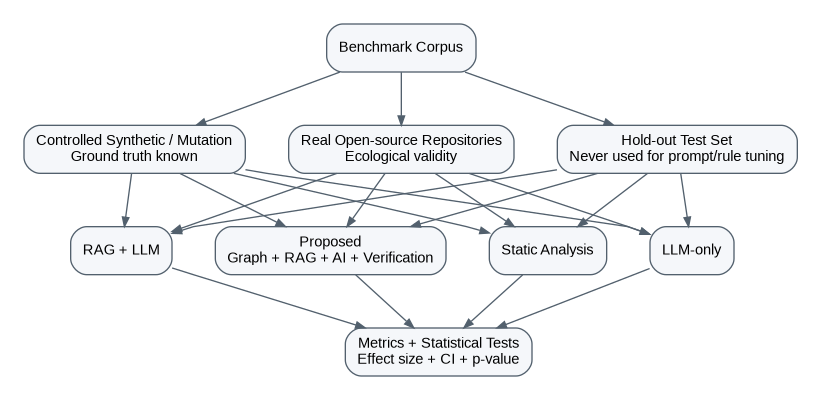 Benchmark Corpus
Controlled Synthetic / Mutation
Ground truth known
Real Open-source Repositories
Ecological validity
Hold-out Test Set
Never used for prompt/rule tuning
RAG + LLM
Proposed
Graph + RAG + AI + Verification
Static Analysis
LLM-only
Metrics + Statistical Tests
Effect size + CI + p-value